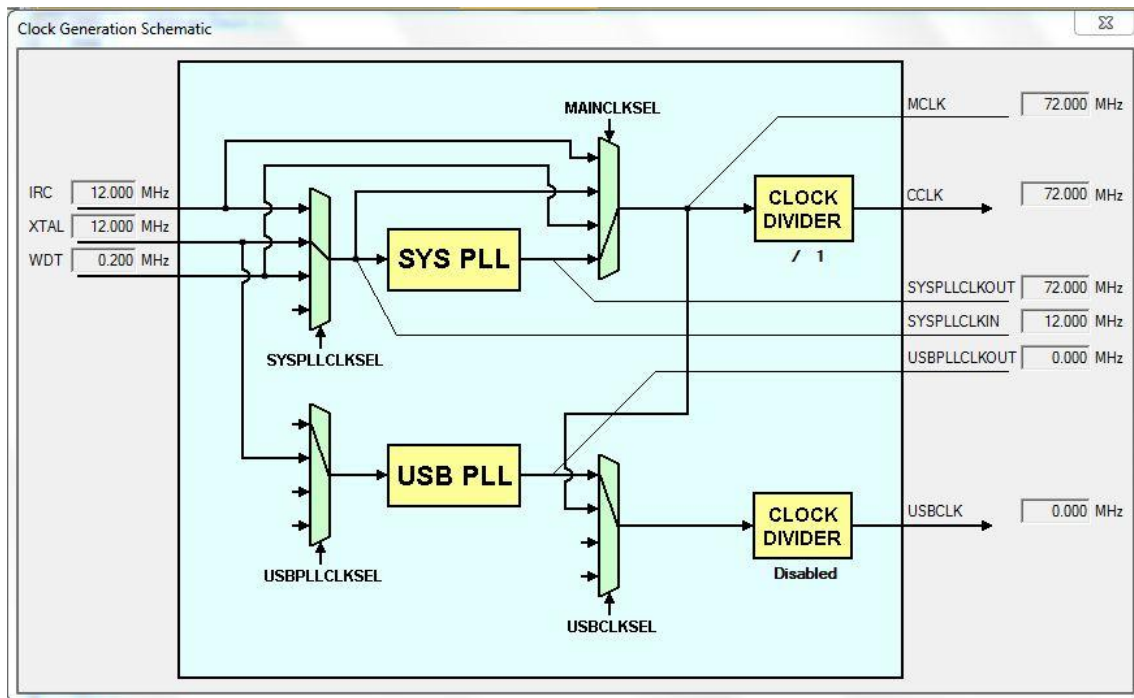 Clock Generation Schematic
MAINCLKSEL
MCLK 72.000 MHz
IRC 12.000 MHz
XTAL 12.000 MHz
WDT 0.200 MHz
SYS PLL
CLOCK
DIVIDER
/ 1
CCLK 72.000 MHz
SYSPLLCLKOUT 72.000 MHz
SYSPLLCLKIN 12.000 MHz
USBPLLCLKOUT 0.000 MHz
SYSPLLCLKSEL
USB PLL
CLOCK
DIVIDER
Disabled
USBCLK 0.000 MHz
USBPLLCLKSEL
USBCLKSEL